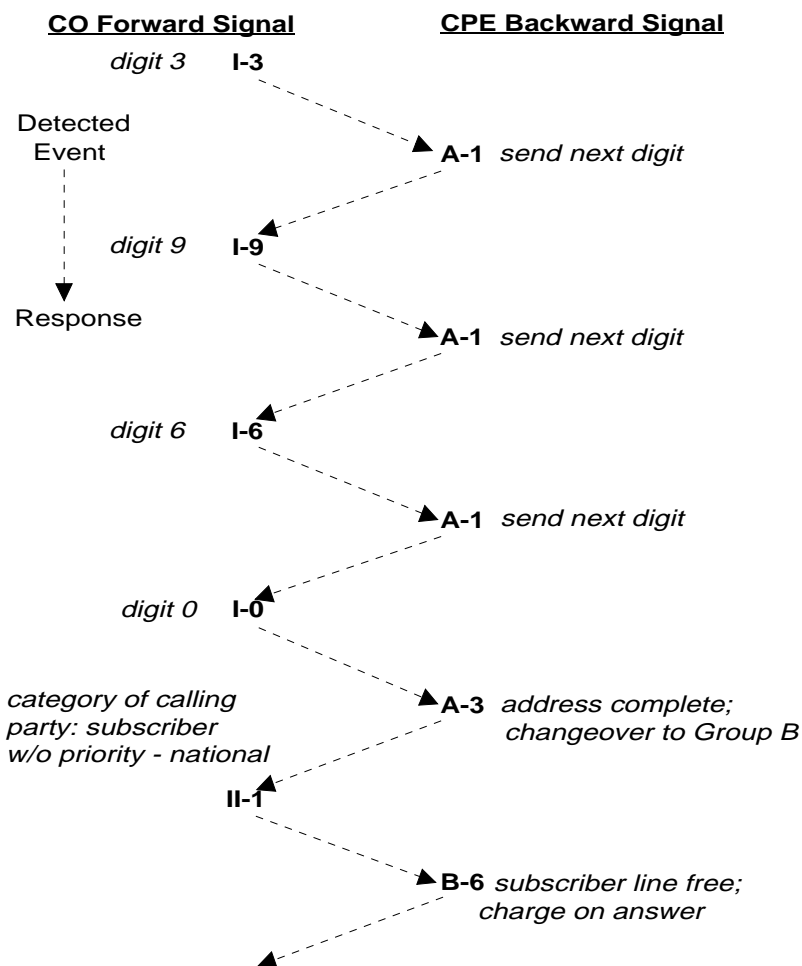 CO Forward Signal
CPE Backward Signal
digit 3 I-3
Detected
Event
A-1 send next digit
digit 9 I-9
Response
A-1 send next digit
digit 6 I-6
A-1 send next digit
digit 0 I-0
category of calling
party: subscriber
w/o priority - national
A-3 address complete;
changeover to Group B
II-1
B-6 subscriber line free;
charge on answer